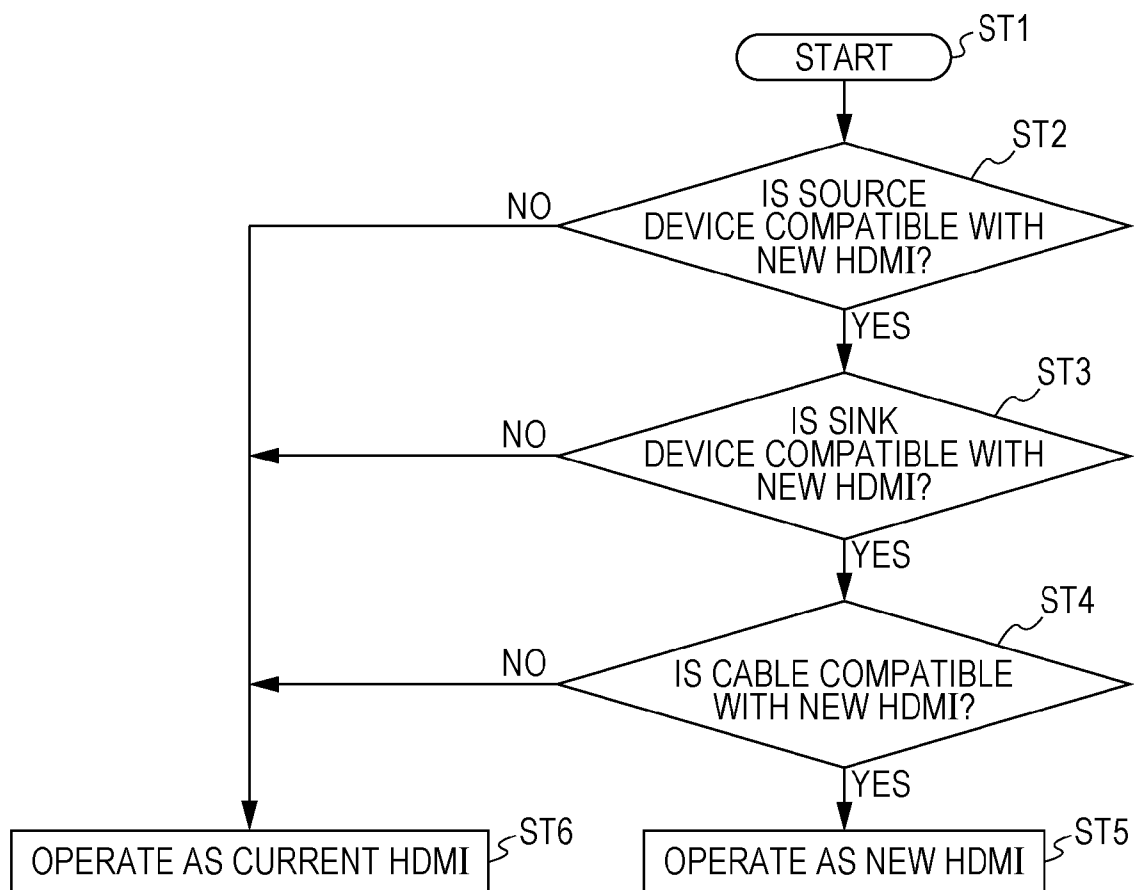 ST1
START
ST2
IS SOURCE
DEVICE COMPATIBLE WITH
NEW HDMI?
NO
YES
ST3
IS SINK
DEVICE COMPATIBLE WITH
NEW HDMI?
NO
YES
ST4
IS CABLE COMPATIBLE
WITH NEW HDMI?
NO
YES
ST6
OPERATE AS CURRENT HDMI
ST5
OPERATE AS NEW HDMI